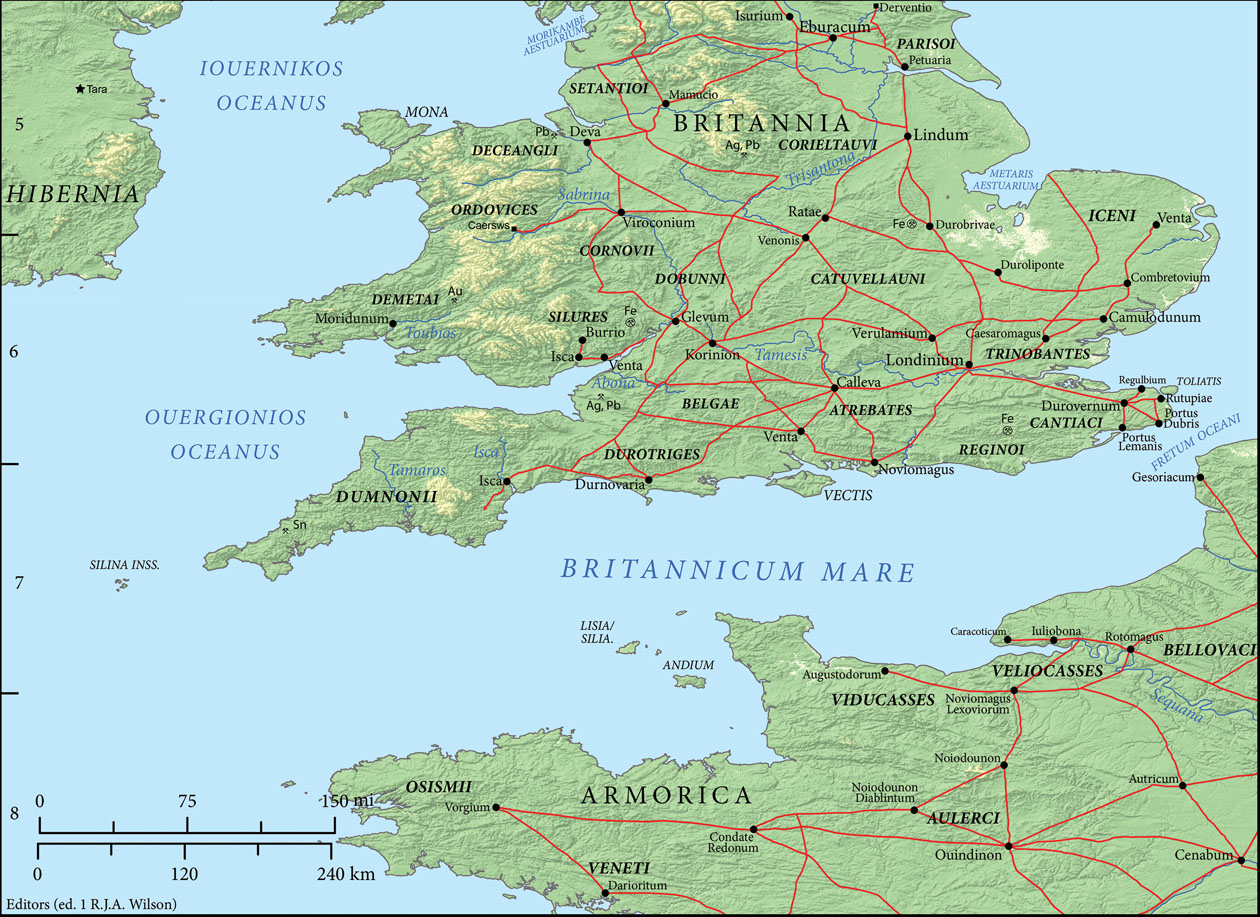 Derventio
Isurium
Eburacum
MORIKAMBE
AESTUARIUM
PARISOI
Petuaria
IOUERNIKOS
OCEANUS
SETANTIOI
Mamucio
Tara
MONA
5
BRITANNIA
Pb
Deva
Lindum
DECEANGLI
Ag, Pb
CORIELTAUVI
Trisantona
METARIS
AESTUARIUM
HIBERNIA
Sabrina
ORDOVICES
Caersws
Viroconium
Ratae
Fe
Durobrivae
ICENI
Venta
Venonis
CORNOVII
DOBUNNI
CATUVELLAUNI
Duroliponte
Combretovium
DEMETAI
Au
Moridunum
Toubios
SILURES
Fe
Burrio
Glevum
Camulodunum
6
Isca
Venta
Korinion
Tamesis
Verulamium
Caesaromagus
TRINOBANTES
Londinium
Abona
Ag, Pb
Calleva
BELGAE
ATREBATES
Regulbium
TOLIATIS
Rutupiae
Durovernum
Portus
Dubris
Fe
CANTIACI
Portus
Lemanis
OUERGIONIOS
OCEANUS
Venta
REGINOI
FRETUM OCEANI
Isca
Tamaros
DUROTRIGES
Noviomagus
Gesoriacum
Isca
Durnovaria
VECTIS
DUMNONII
Sn
SILINA INSS.
BRITANNICUM MARE
7
LISIA/
SILIA.
ANDIUM
Caracoticum
Iuliobona
Rotomagus
BELLOVACI
Augustodorum
VELIOCASSES
VIDUCASSES
Noviomagus
Lexoviorum
Sequana
Noiodounon
OSISMII
ARMORICA
Noiodounon
Diablintum
Autricum
Vorgium
AULERCI
Condate
Redonum
Ouindinon
Cenabum
VENETI
Darioritum
8
0 75 150 mi
0 120 240 km
Editors (ed. 1 R.J.A. Wilson)